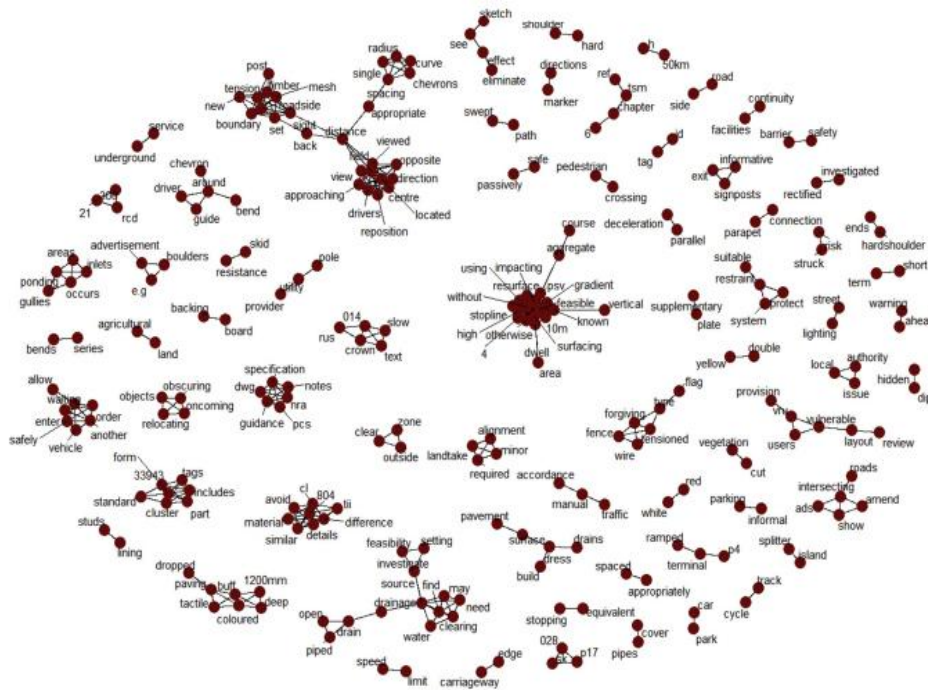 sketch
see
effect
eliminate
shoulder
hard
h
50km
directions
marker
ref
tsm
chapter
6
road
side
continuity
facilities
swept
path
id
tag
barrier
safety
post
tension
mesh
new
roadside
boundary
set
sight
back
distance
radius
curve
single
chevrons
spacing
appropriate
viewed
opposite
view
direction
approaching
centre
drivers
located
reposition
service
underground
chevron
driver
around
guide
bend
21
rcd
safe
passively
pedestrian
crossing
informative
exit
signposts
investigated
rectified
deceleration
parallel
parapet
connection
risk
struck
ends
hardshoulder
areas
inlets
ponding
occurs
gullies
advertisement
boulders
e.g
skid
resistance
pole
utility
provider
course
aggregate
using
impacting
resurface
psv
gradient
without
feasible
vertical
stopline
known
high
otherwise
10m
4
surfacing
dwell
area
supplementary
plate
suitable
restraint
protect
system
short
term
street
lighting
warning
ahead
backing
board
agricultural
land
bends
series
014
slow
rus
crown
text
double
yellow
local
authority
issue
hidden
dip
allow
waiting
enter
order
safely
another
vehicle
obscuring
objects
oncoming
relocating
specification
dwg
notes
nra
guidance
pcs
zone
clear
outside
alignment
minor
landtake
required
flag
type
forgiving
fence
tensioned
wire
provision
vru
vulnerable
users
layout
review
vegetation
cut
form
33943
tags
includes
standard
cluster
part
cl
avoid
804
tii
material
difference
similar
details
accordance
manual
traffic
red
white
parking
informal
roads
intersecting
ads
amend
show
studs
lining
feasibility
setting
investigate
source
pavement
surface
drains
dress
build
ramped
terminal
p4
splitter
island
dropped
paving
buff
1200mm
tactile
deep
coloured
open
drain
piped
drainage
find
may
need
water
clearing
spaced
appropriately
track
cycle
stopping
equivalent
cover
pipes
car
park
speed
limit
edge
carriageway
028
p17